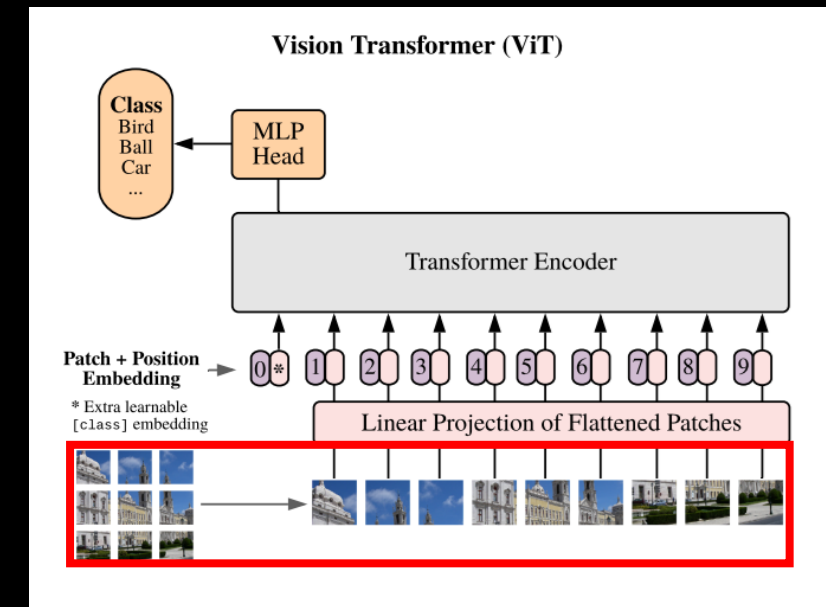 Vision Transformer (ViT)
Class
Bird
Ball
Car
...
MLP
Head
Transformer Encoder
Patch + Position
Embedding
0 * 1 2 3 4 5 6 7 8 9
* Extra learnable
[class] embedding
Linear Projection of Flattened Patches